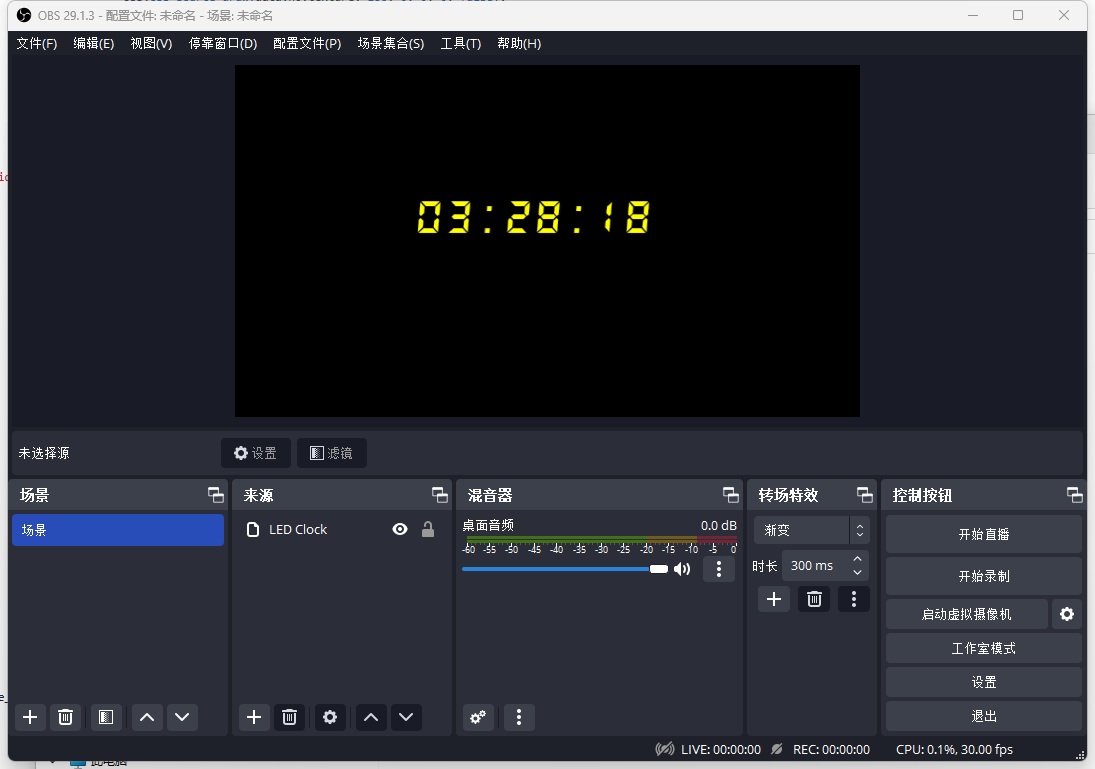 OBS 29.1.3 - 配置文件: 未命名 - 场景: 未命名
文件(F) 编辑(E) 视图(V) 停靠窗口(D) 配置文件(P) 场景集合(S) 工具(T) 帮助(H)
03:28:18
未选择源 设置 滤镜
场景 来源 混音器 转场特效 控制按钮
场景
LED Clock
桌面音频 0.0 dB
-60 -55 -50 -45 -40 -35 -30 -25 -20 -15 -10 -5 0
渐变
时长 300 ms
开始直播
开始录制
启动虚拟摄像机
工作室模式
设置
退出
LIVE: 00:00:00 REC: 00:00:00 CPU: 0.1%, 30.00 fps
此电脑